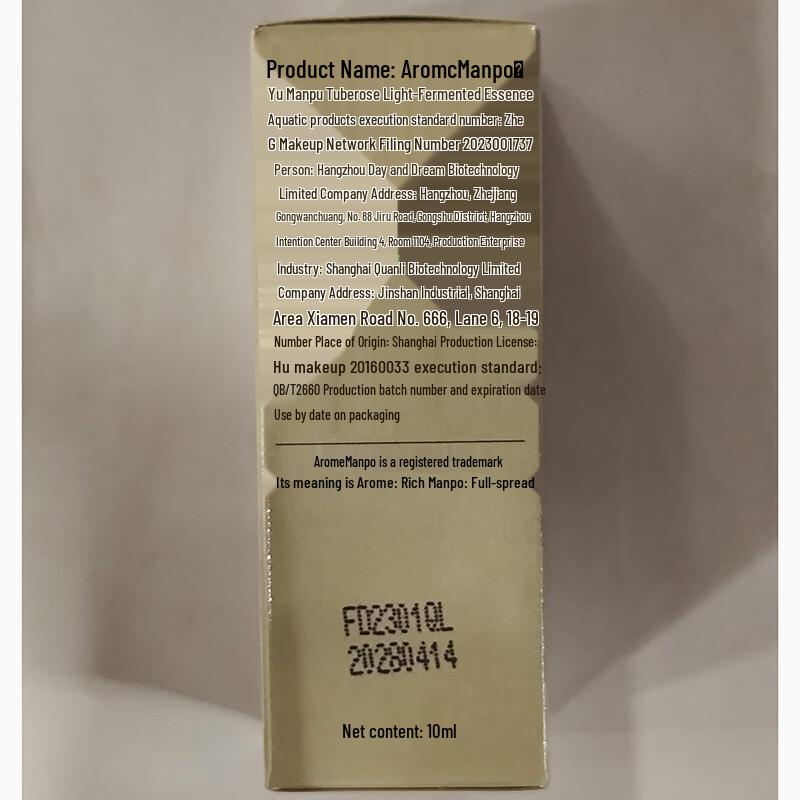 Product Name: AromcManpo
Yu Manpu Tuberose Light-Fermented Essence
Aquatic products execution standard number: Zhe
G Makeup Network Filing Number 2023001737
Person: Hangzhou Day and Dream Biotechnology
Limited Company Address: Hangzhou, Zhejiang
Gongwanchuang, No. 88 Jiru Road, Gongshu District, Hangzhou
Intention Center Building 4, Room 1104, Production Enterprise
Industry: Shanghai Quanli Biotechnology Limited
Company Address: Jinshan Industrial, Shanghai
Area Xiamen Road No. 666, Lane 6, 18-19
Number Place of Origin: Shanghai Production License:
Hu makeup 20160033 execution standard:
QB/T2660 Production batch number and expiration date
Use by date on packaging
AromeManpo is a registered trademark
Its meaning is Arome: Rich Manpo: Full-spread
FD2301QL
20260414
Net content: 10ml